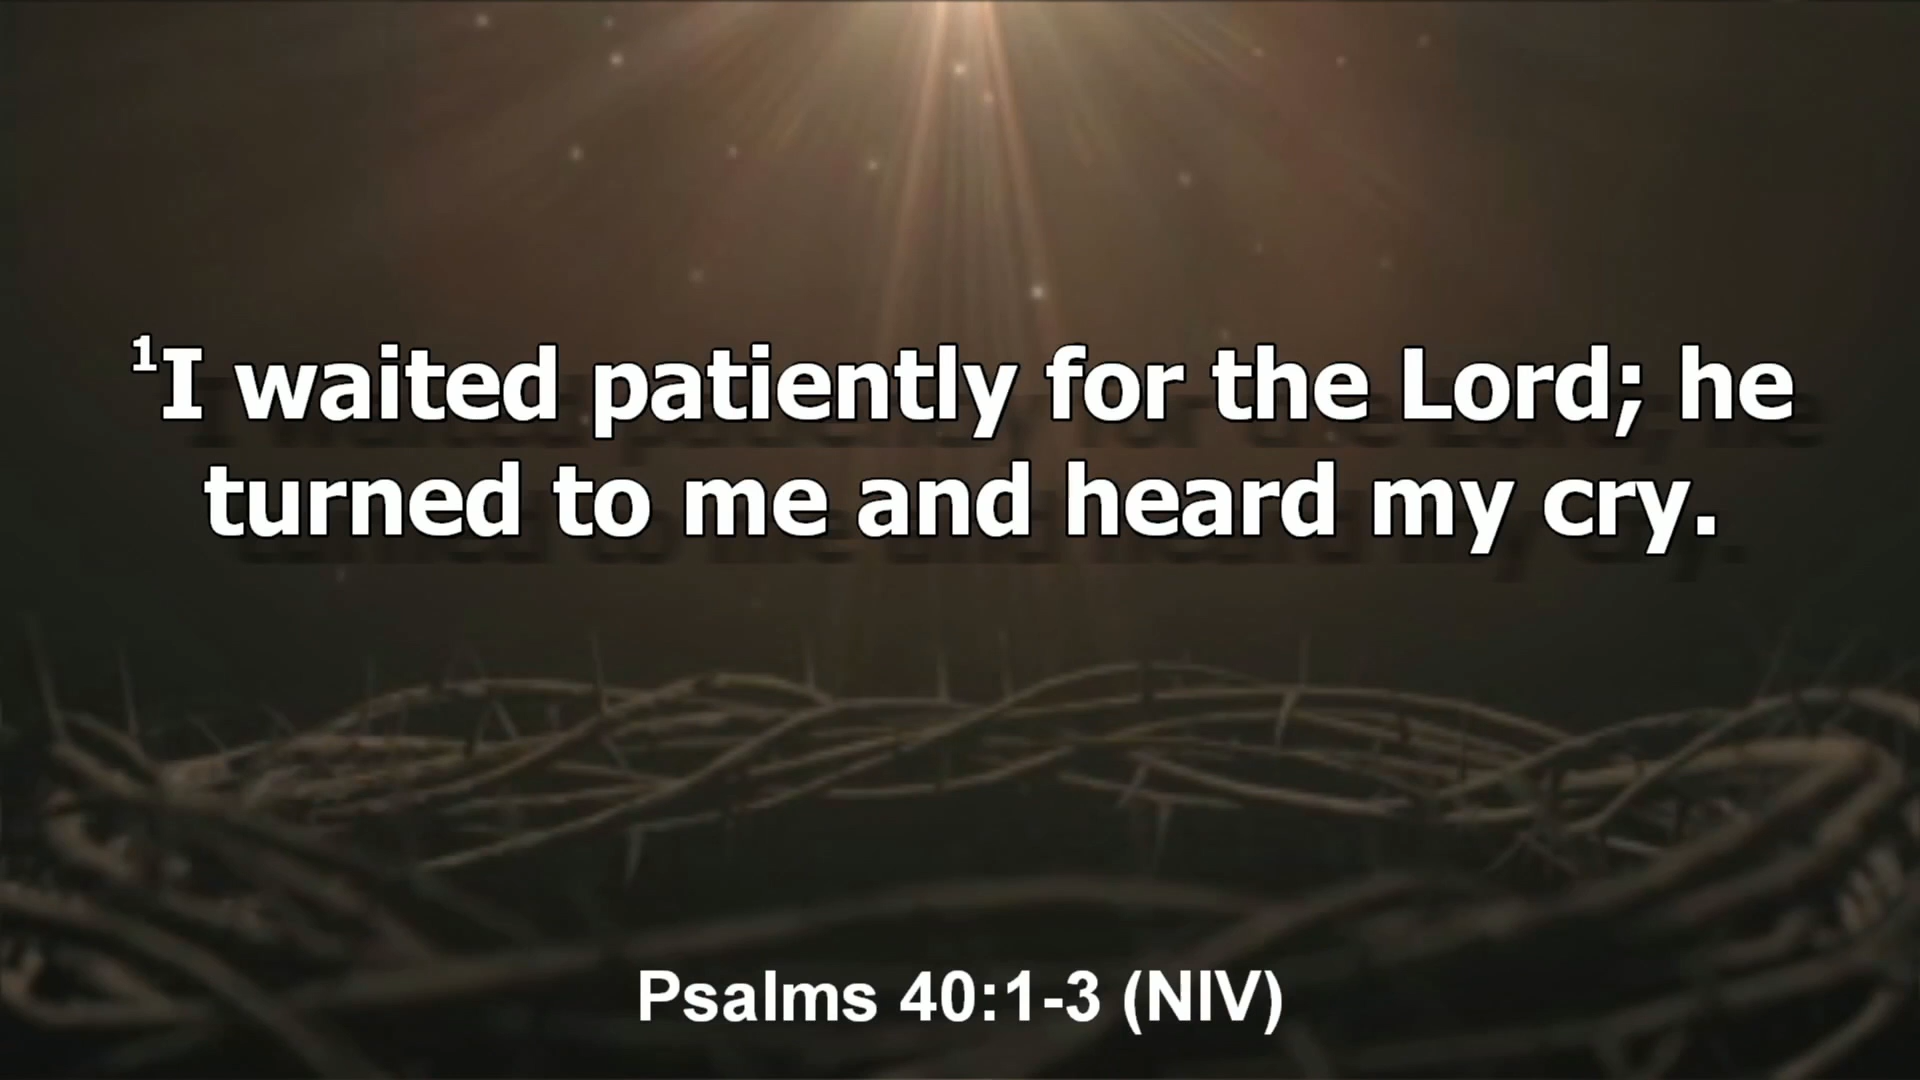 ¹I waited patiently for the Lord; he
turned to me and heard my cry.
Psalms 40:1-3 (NIV)